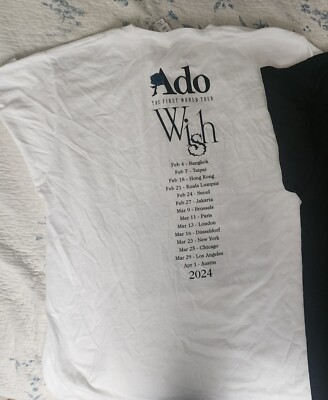 Ado
THE FIRST WORLD TOUR
Wish
Feb 4 - Bangkok
Feb 7 - Taipei
Feb 18 - Hong Kong
Feb 21 - Kuala Lumpur
Feb 24 - Seoul
Feb 27 - Jakarta
Mar 9 - Brussels
Mar 11 - Paris
Mar 13 - London
Mar 16 - Düsseldorf
Mar 23 - New York
Mar 25 - Chicago
Mar 29 - Los Angeles
Apr 3 - Austin
2024